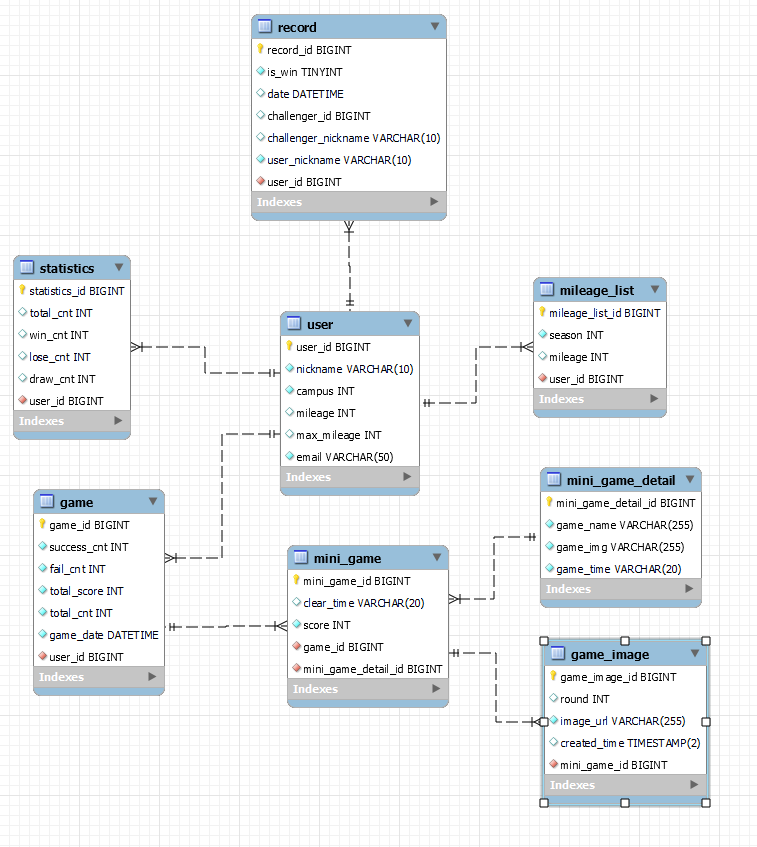 record
record_id BIGINT
is_win TINYINT
date DATETIME
challenger_id BIGINT
challenger_nickname VARCHAR(10)
user_nickname VARCHAR(10)
user_id BIGINT
Indexes
statistics
statistics_id BIGINT
total_cnt INT
win_cnt INT
lose_cnt INT
draw_cnt INT
user_id BIGINT
Indexes
user
user_id BIGINT
nickname VARCHAR(10)
campus INT
mileage INT
max_mileage INT
email VARCHAR(50)
Indexes
mileage_list
mileage_list_id BIGINT
season INT
mileage INT
user_id BIGINT
Indexes
game
game_id BIGINT
success_cnt INT
fail_cnt INT
total_score INT
total_cnt INT
game_date DATETIME
user_id BIGINT
Indexes
mini_game
mini_game_id BIGINT
clear_time VARCHAR(20)
score INT
game_id BIGINT
mini_game_detail_id BIGINT
Indexes
mini_game_detail
mini_game_detail_id BIGINT
game_name VARCHAR(255)
game_img VARCHAR(255)
game_time VARCHAR(20)
Indexes
game_image
game_image_id BIGINT
round INT
image_url VARCHAR(255)
created_time TIMESTAMP(2)
mini_game_id BIGINT
Indexes